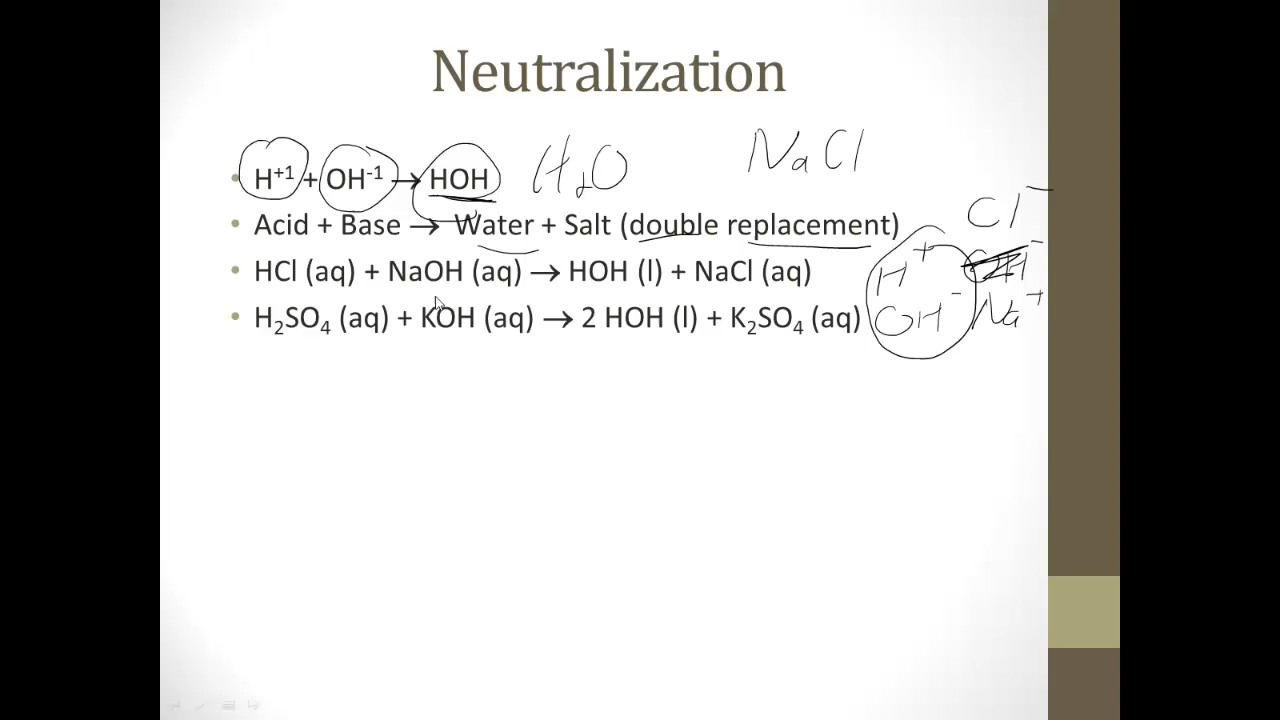 Neutralization
H⁺¹ + OH⁻¹ → HOH H₂O NaCl
Cl⁻
• Acid + Base → Water + Salt (double replacement)
• HCl (aq) + NaOH (aq) → HOH (l) + NaCl (aq) H⁺
• H₂SO₄ (aq) + KOH (aq) → 2 HOH (l) + K₂SO₄ (aq) OH⁻ Na⁺